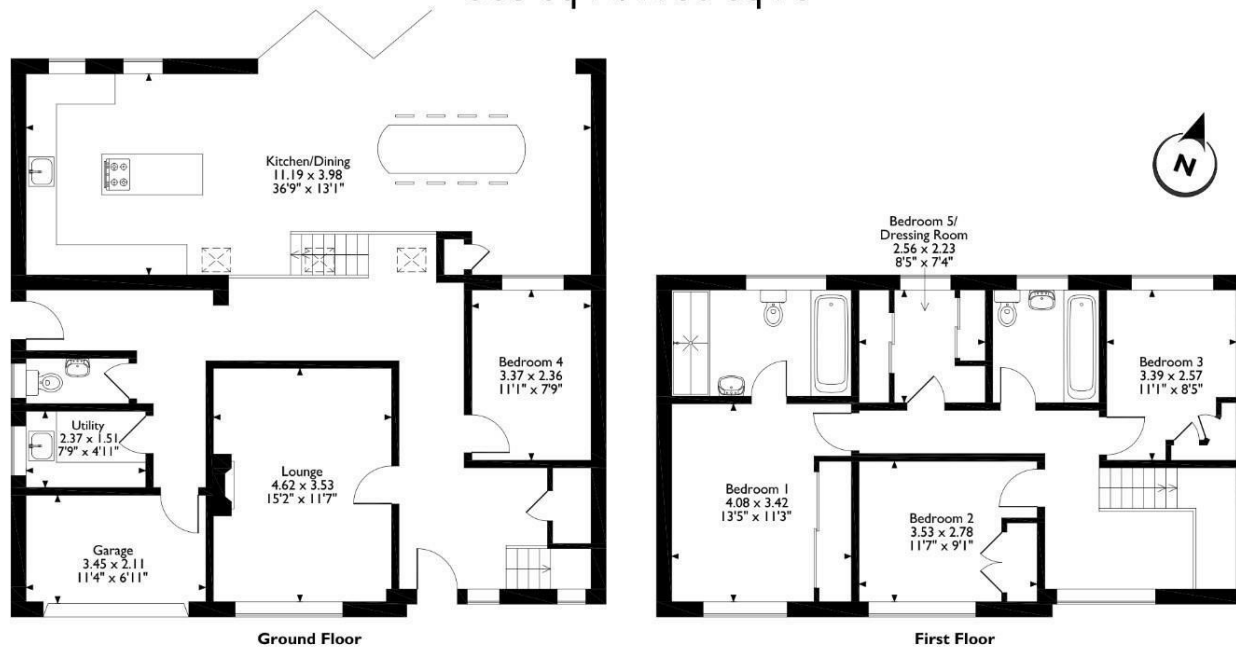 Kitchen/Dining
11.19 x 3.98
36'9" x 13'1"
Bedroom 4
3.37 x 2.36
11'1" x 7'9"
Utility
2.37 x 1.51
7'9" x 4'11"
Lounge
4.62 x 3.53
15'2" x 11'7"
Garage
3.45 x 2.11
11'4" x 6'11"
Ground Floor
N
Bedroom 5/
Dressing Room
2.56 x 2.23
8'5" x 7'4"
Bedroom 3
3.39 x 2.57
11'1" x 8'5"
Bedroom 1
4.08 x 3.42
13'5" x 11'3"
Bedroom 2
3.53 x 2.78
11'7" x 9'1"
First Floor